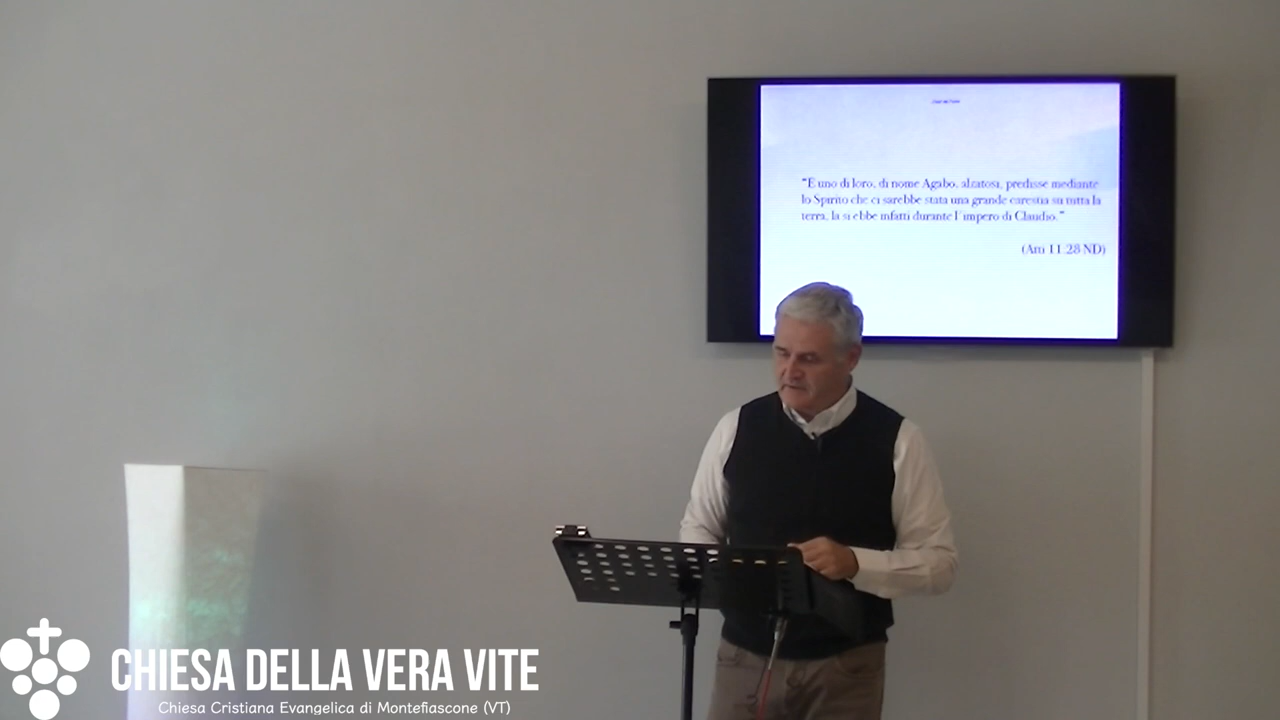 “E uno di loro, di nome Agabo, alzatosi, predisse mediante
lo Spirito che ci sarebbe stata una grande carestia su tutta la
terra, la si ebbe infatti durante l'impero di Claudio.”
(Atti 11:28 ND)
CHIESA DELLA VERA VITE
Chiesa Cristiana Evangelica di Montefiascone (VT)